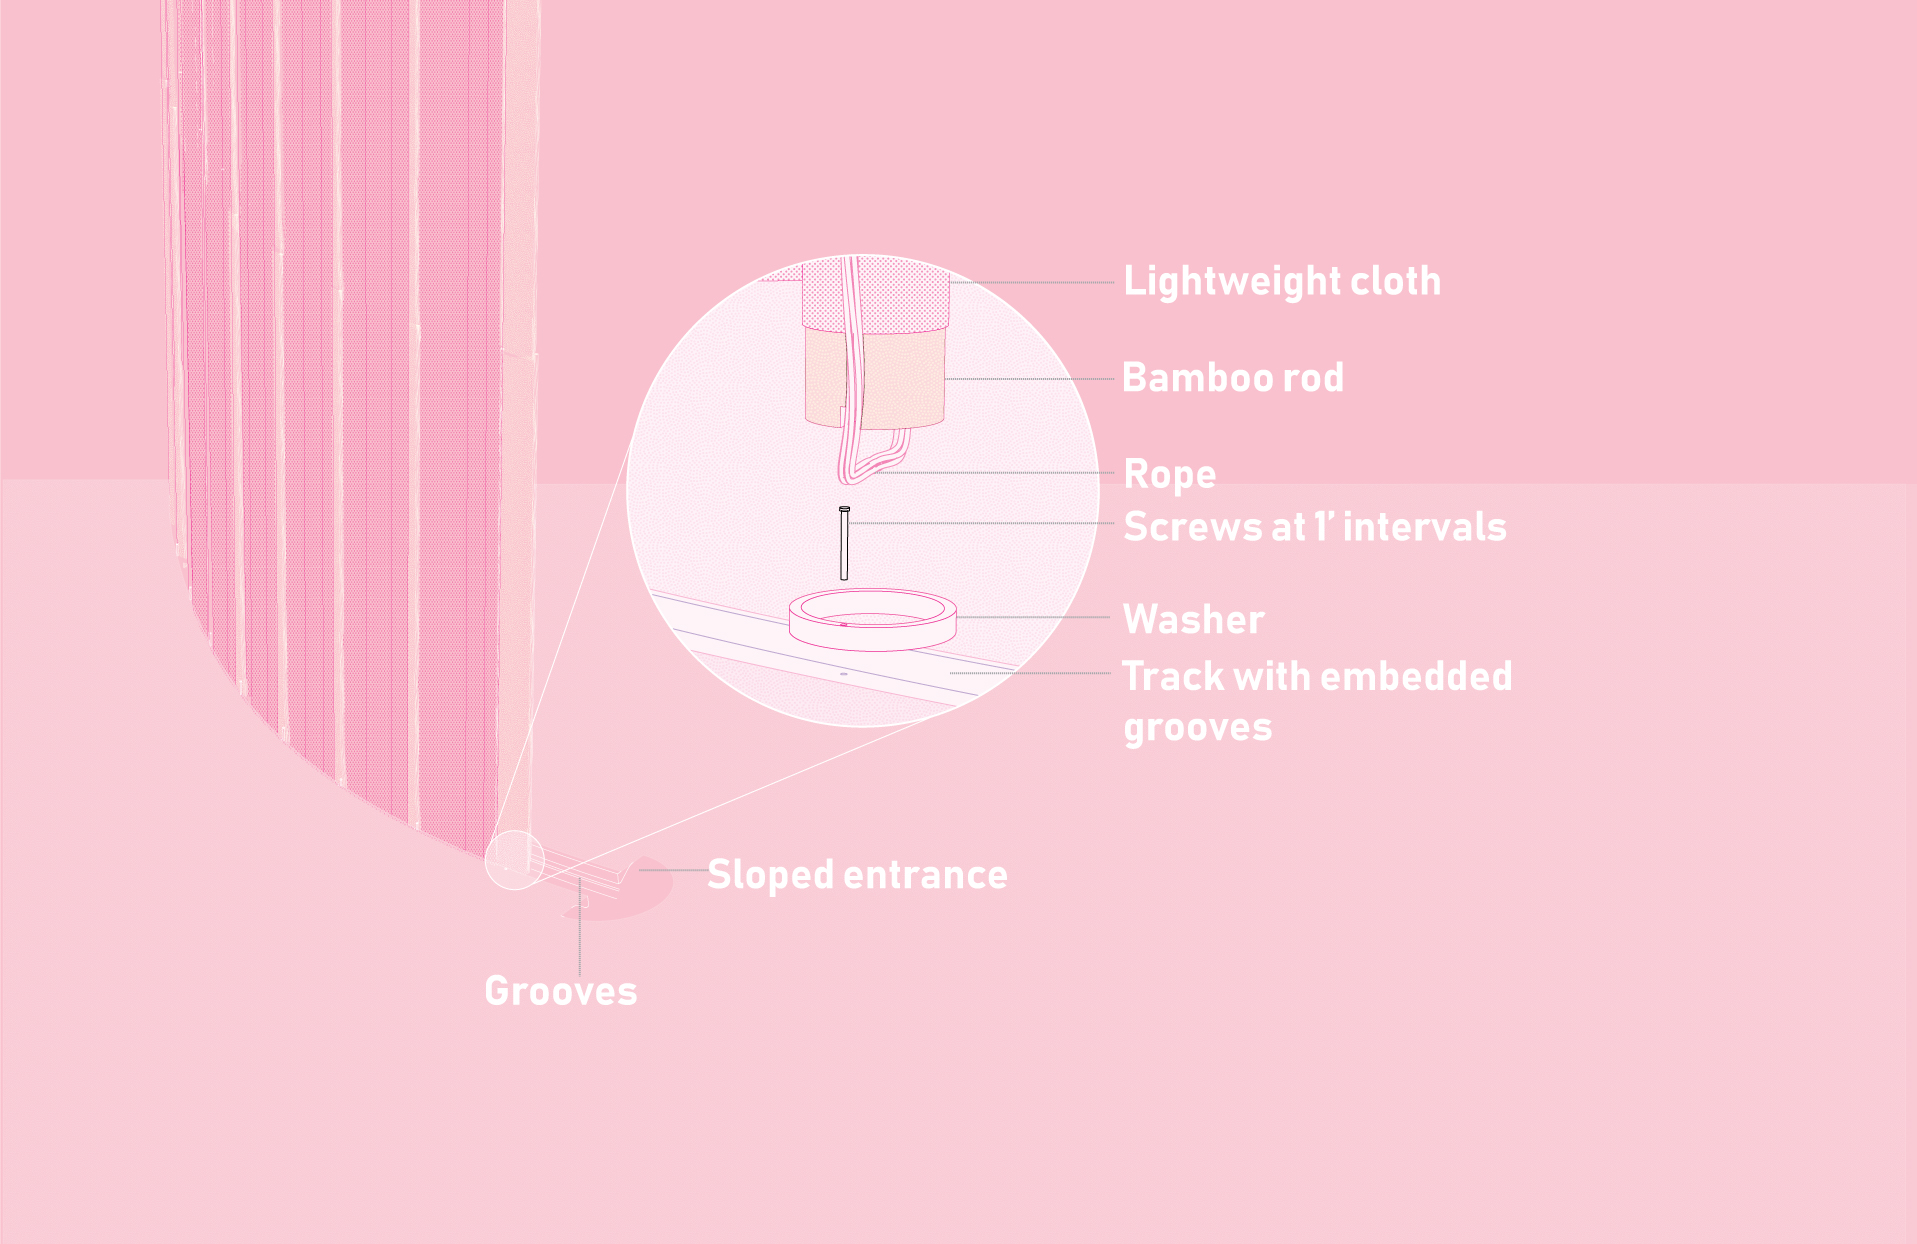 Lightweight cloth
Bamboo rod
Rope
Screws at 1’ intervals
Washer
Track with embedded
grooves
Sloped entrance
Grooves